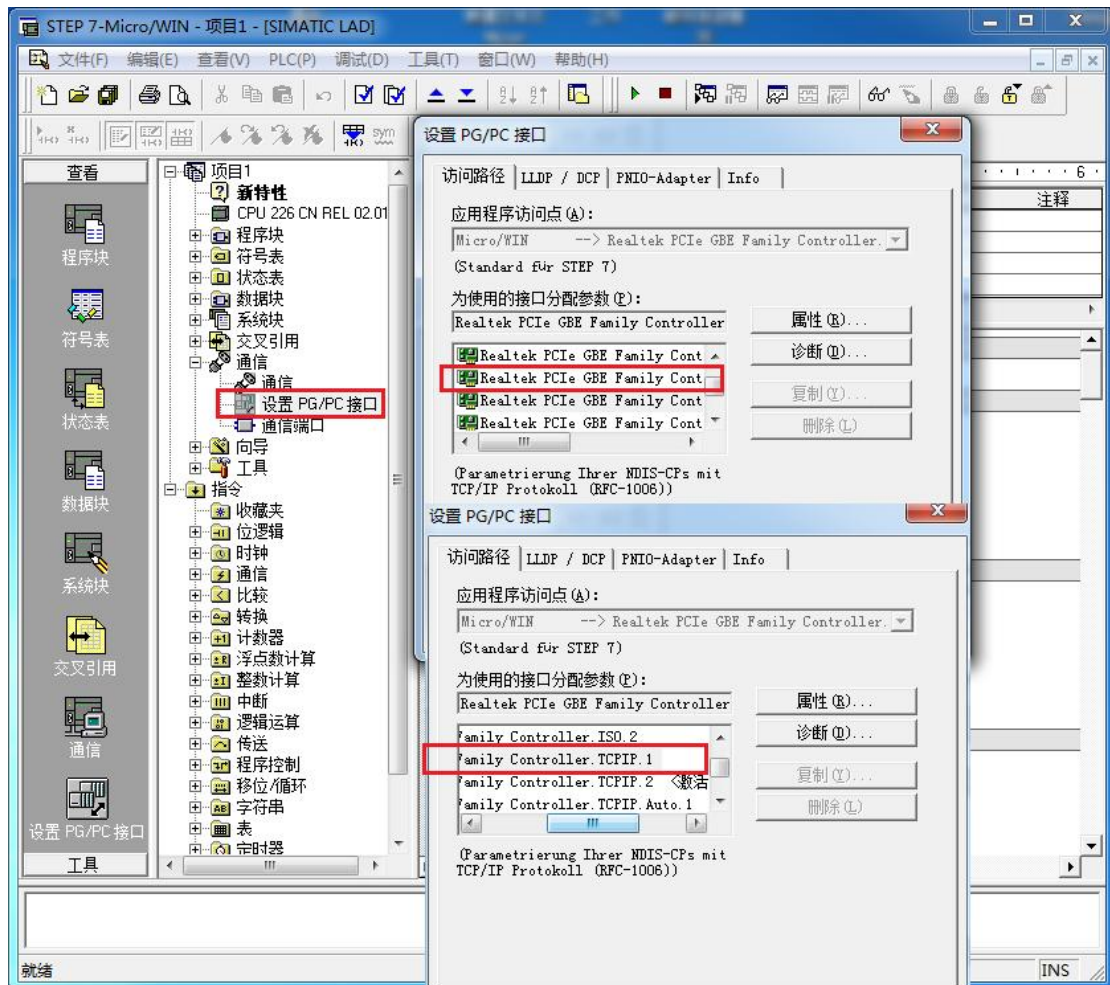 STEP 7-Micro/WIN - 项目1 - [SIMATIC LAD]
文件(F) 编辑(E) 查看(V) PLC(P) 调试(D) 工具(T) 窗口(W) 帮助(H)
sym
查看
程序块
符号表
状态表
数据块
系统块
交叉引用
通信
设置 PG/PC 接口
工具
项目1
新特性
CPU 226 CN REL 02.01
程序块
符号表
状态表
数据块
系统块
交叉引用
通信
通信
设置 PG/PC 接口
通信端口
向导
工具
指令
收藏夹
位逻辑
时钟
通信
比较
转换
计数器
浮点数计算
整数计算
中断
逻辑运算
传送
程序控制
移位/循环
字符串
表
定时器
6
注释
设置 PG/PC 接口
访问路径 LLDP / DCP PNIO-Adapter Info
应用程序访问点(A):
Micro/WIN --> Realtek PCIe GBE Family Controller.
(Standard für STEP 7)
为使用的接口分配参数(P):
Realtek PCIe GBE Family Controller
属性(R)...
Realtek PCIe GBE Family Cont
诊断(D)...
Realtek PCIe GBE Family Cont
Realtek PCIe GBE Family Cont
复制(Y)...
Realtek PCIe GBE Family Cont
删除(L)
(Parametrierung Ihrer NDIS-CPs mit
TCP/IP Protokoll (RFC-1006))
设置 PG/PC 接口
访问路径 LLDP / DCP PNIO-Adapter Info
应用程序访问点(A):
Micro/WIN --> Realtek PCIe GBE Family Controller.
(Standard für STEP 7)
为使用的接口分配参数(P):
Realtek PCIe GBE Family Controller
属性(R)...
Family Controller.ISO.2
诊断(D)...
Family Controller.TCPIP.1
Family Controller.TCPIP.2 <激活
复制(Y)...
Family Controller.TCPIP.Auto.1
删除(L)
(Parametrierung Ihrer NDIS-CPs mit
TCP/IP Protokoll (RFC-1006))
就绪
INS